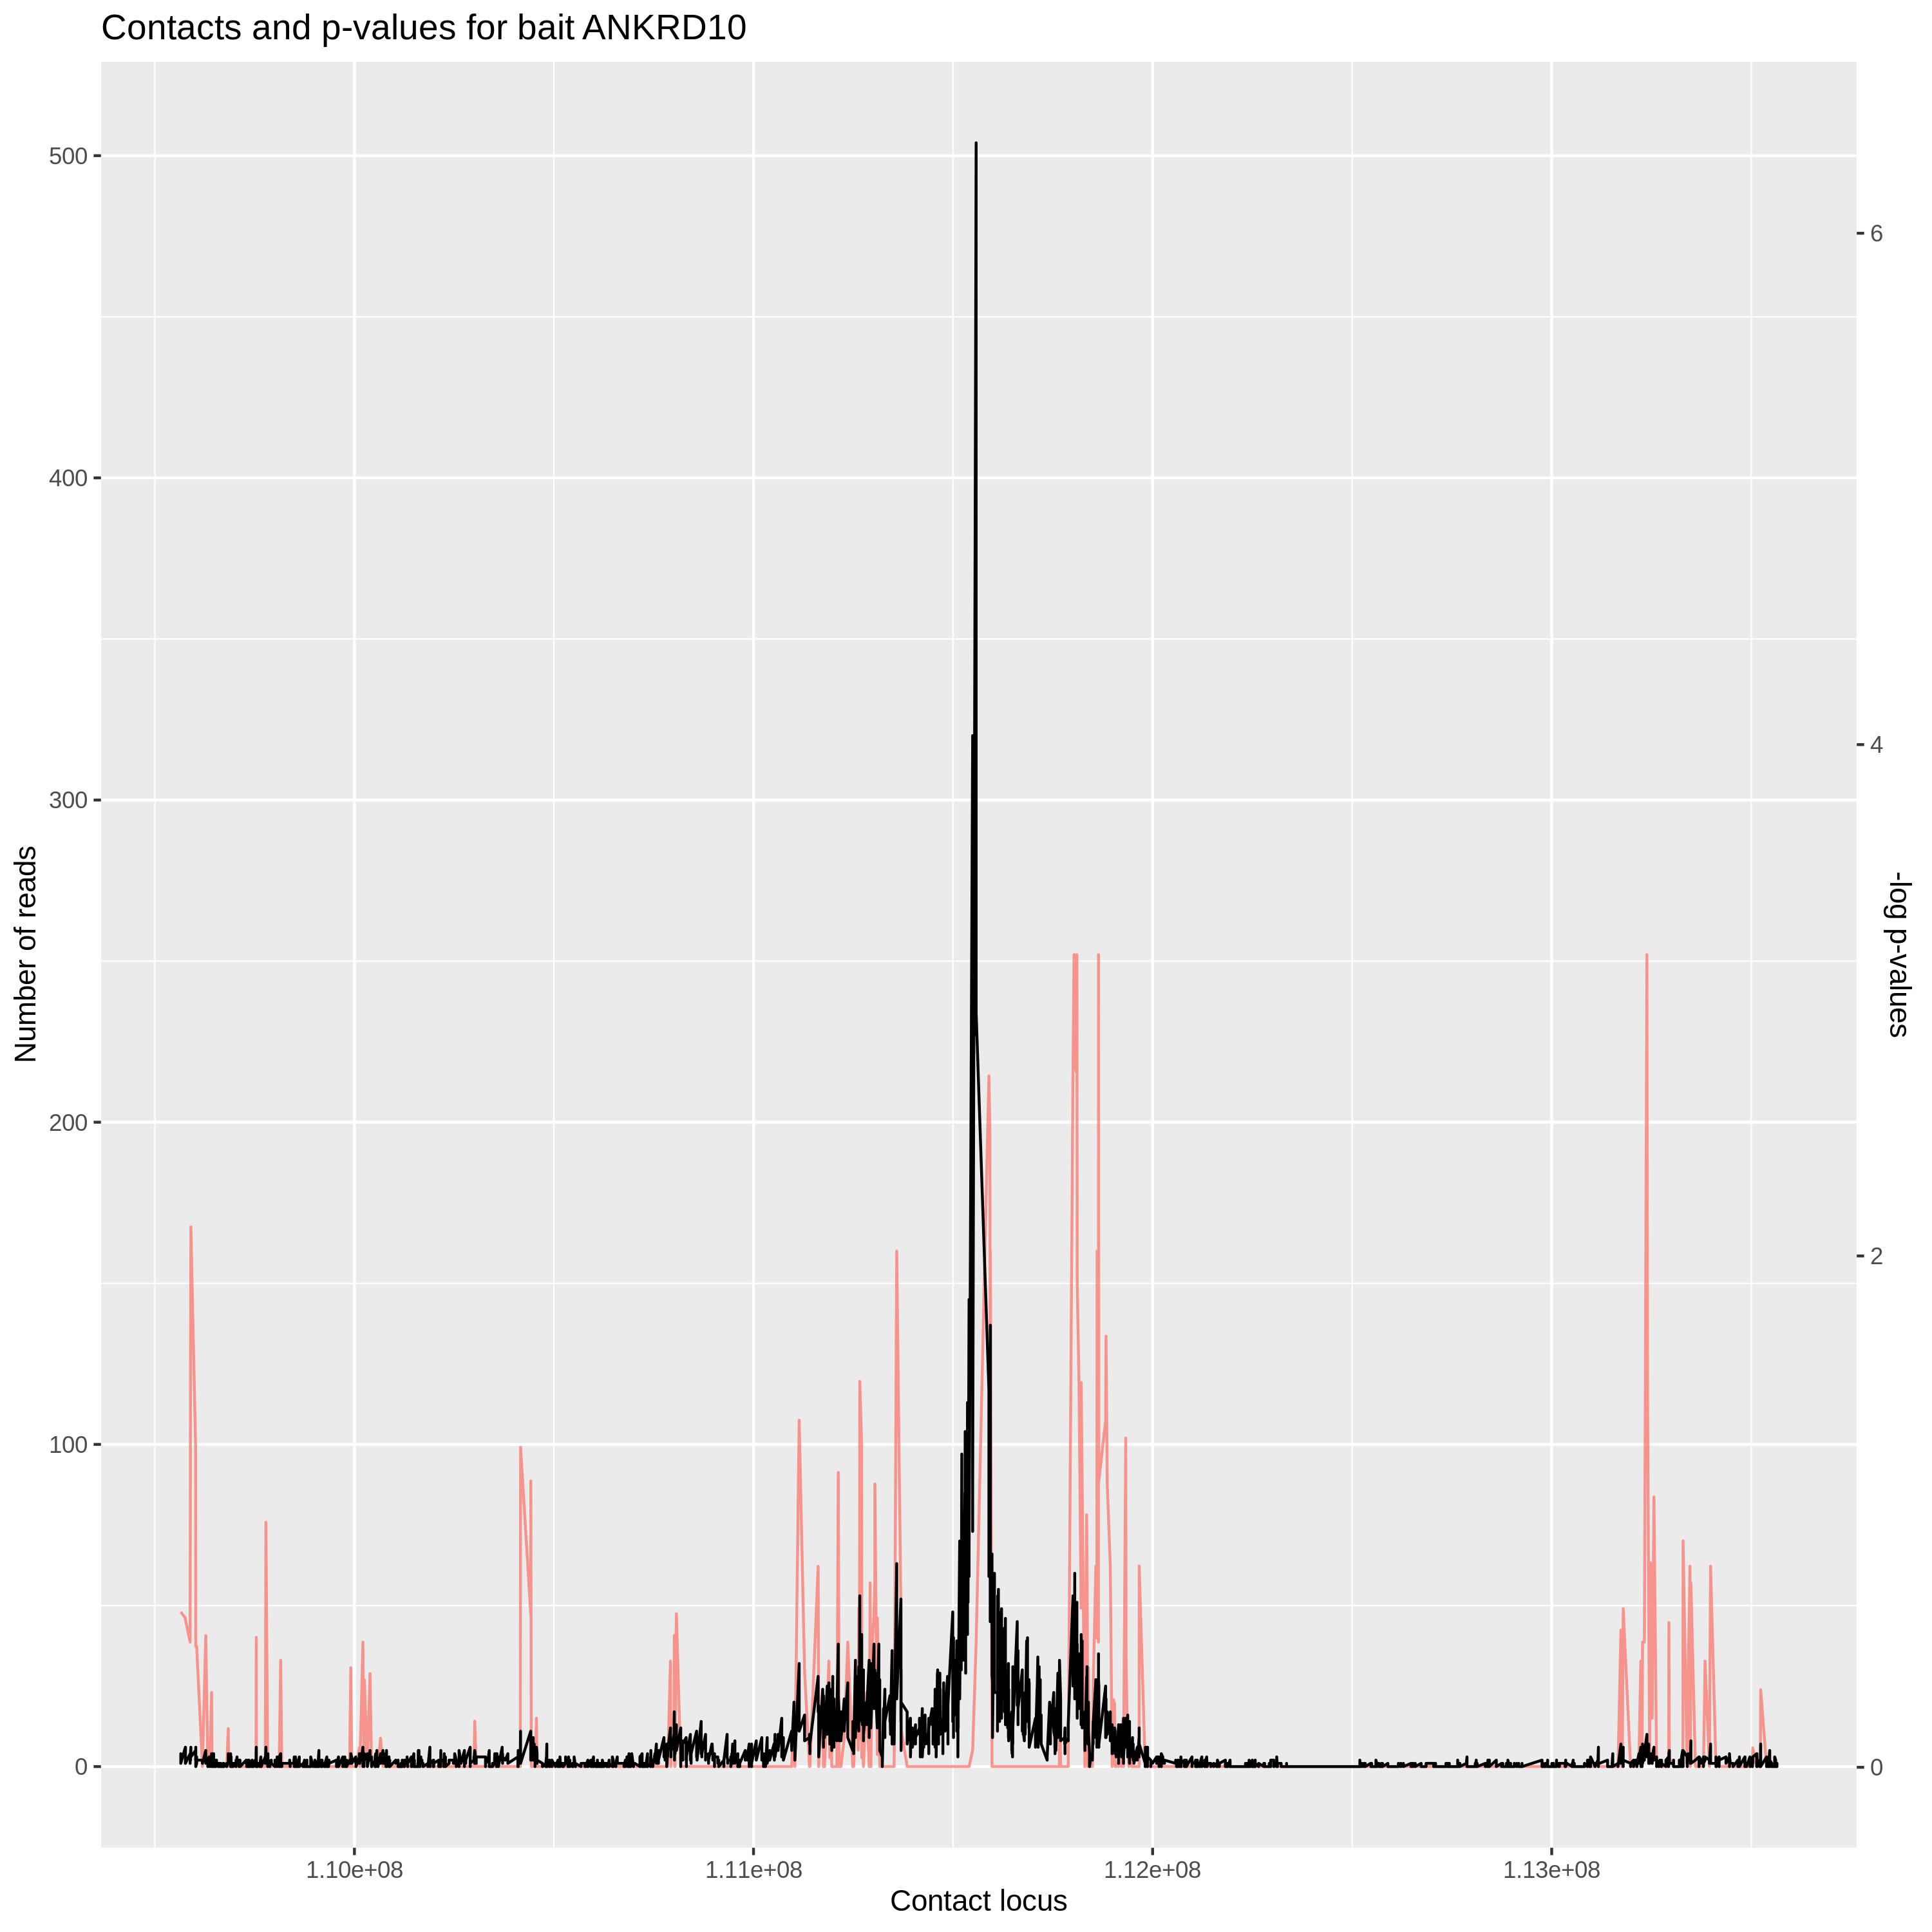 Contacts and p-values for bait ANKRD10
500
400
300
200
100
0
Number of reads
6
4
2
0
-log p-values
1.10e+08
1.11e+08
1.12e+08
1.13e+08
Contact locus